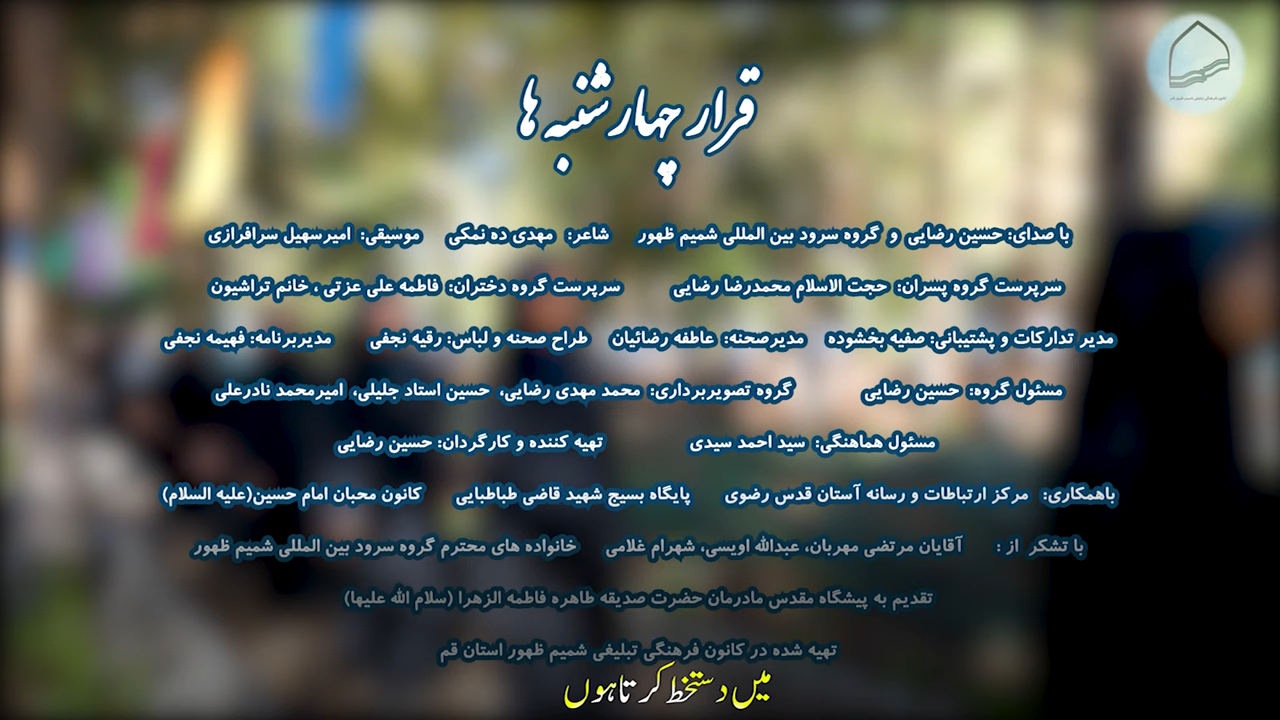 قرار چهارشنبه ها
با صدای: حسین رضایی و گروه سرود بین المللی شمیم ظهور شاعر: مهدی ده نمکی موسیقی: امیرسهیل سرافرازی
سرپرست گروه پسران: حجت الاسلام محمدرضا رضایی سرپرست گروه دختران: فاطمه علی عزتی ، خانم تراشیون
مدیر تدارکات و پشتیبانی: صفیه بخشوده مدیرصحنه: عاطفه رضائیان طراح صحنه و لباس: رقیه نجفی مدیربرنامه: فهیمه نجفی
مسئول گروه: حسین رضایی گروه تصویربرداری: محمد مهدی رضایی، حسین استاد جلیلی، امیرمحمد نادرعلی
مسئول هماهنگی: سید احمد سیدی تهیه کننده و کارگردان: حسین رضایی
باهمکاری: مرکز ارتباطات و رسانه آستان قدس رضوی پایگاه بسیج شهید قاضی طباطبایی کانون محبان امام حسین(علیه السلام)
با تشکر از : آقایان مرتضی مهربان، عبدالله اویسی، شهرام غلامی خانواده های محترم گروه سرود بین المللی شمیم ظهور
تقدیم به پیشگاه مقدس مادرمان حضرت صدیقه طاهره فاطمه الزهرا (سلام الله علیها)
تهیه شده در کانون فرهنگی تبلیغی شمیم ظهور استان قم
میں دستخط کرتا ہوں